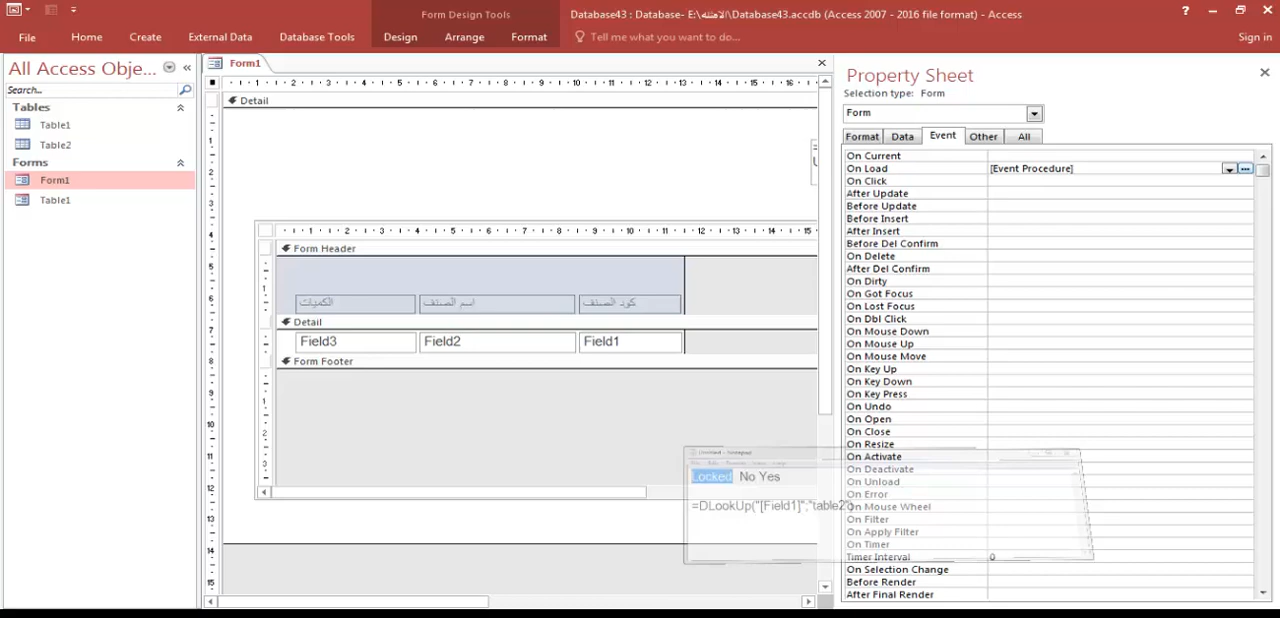 Form Design Tools
Database43 : Database- E:\الامثله\Database43.accdb (Access 2007 - 2016 file format) - Access
File Home Create External Data Database Tools Design Arrange Format Tell me what you want to do... Sign in
All Access Obje...
Search...
Tables
Table1
Table2
Forms
Form1
Table1
Form1
Detail
Form Header
الكميات اسم الصنف كود الصنف
Detail
Field3 Field2 Field1
Form Footer
Locked No Yes
=DLookUp("[Field1]";"table2")
Property Sheet
Selection type: Form
Form
Format Data Event Other All
On Current
On Load [Event Procedure]
On Click
After Update
Before Update
Before Insert
After Insert
Before Del Confirm
On Delete
After Del Confirm
On Dirty
On Got Focus
On Lost Focus
On Dbl Click
On Mouse Down
On Mouse Up
On Mouse Move
On Key Up
On Key Down
On Key Press
On Undo
On Open
On Close
On Resize
On Activate
On Deactivate
On Unload
On Error
On Mouse Wheel
On Filter
On Apply Filter
On Timer
Timer Interval 0
On Selection Change
Before Render
After Final Render